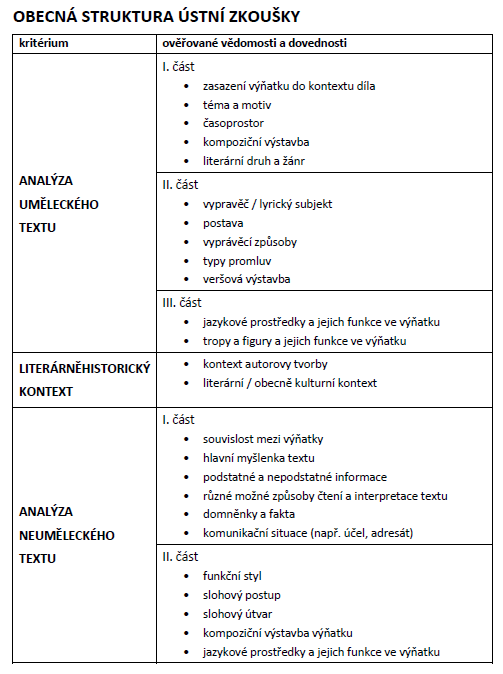 OBECNÁ STRUKTURA ÚSTNÍ ZKOUŠKY
kritérium
ověřované vědomosti a dovednosti
ANALÝZA
UMĚLECKÉHO
TEXTU
I. část
• zasazení výňatku do kontextu díla
• téma a motiv
• časoprostor
• kompoziční výstavba
• literární druh a žánr
II. část
• vypravěč / lyrický subjekt
• postava
• vyprávěcí způsoby
• typy promluv
• veršová výstavba
III. část
• jazykové prostředky a jejich funkce ve výňatku
• tropy a figury a jejich funkce ve výňatku
LITERÁRNĚHISTORICKÝ
KONTEXT
• kontext autorovy tvorby
• literární / obecně kulturní kontext
ANALÝZA
NEUMĚLECKÉHO
TEXTU
I. část
• souvislost mezi výňatky
• hlavní myšlenka textu
• podstatné a nepodstatné informace
• různé možné způsoby čtení a interpretace textu
• domněnky a fakta
• komunikační situace (např. účel, adresát)
II. část
• funkční styl
• slohový postup
• slohový útvar
• kompoziční výstavba výňatku
• jazykové prostředky a jejich funkce ve výňatku